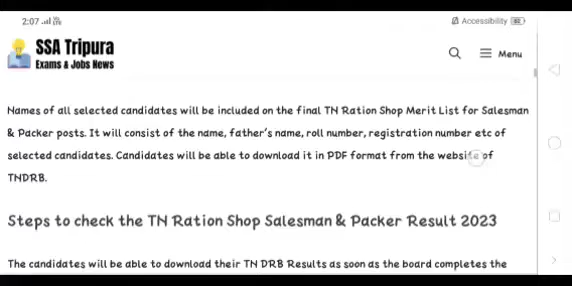 2:07
Accessibility
SSA Tripura
Exams & Jobs News
Menu
Names of all selected candidates will be included on the final TN Ration Shop Merit List for Salesman
& Packer posts. It will consist of the name, father's name, roll number, registration number etc of
selected candidates. Candidates will be able to download it in PDF format from the website of
TNDRB.
Steps to check the TN Ration Shop Salesman & Packer Result 2023
The candidates will be able to download their TN DRB Results as soon as the board completes the